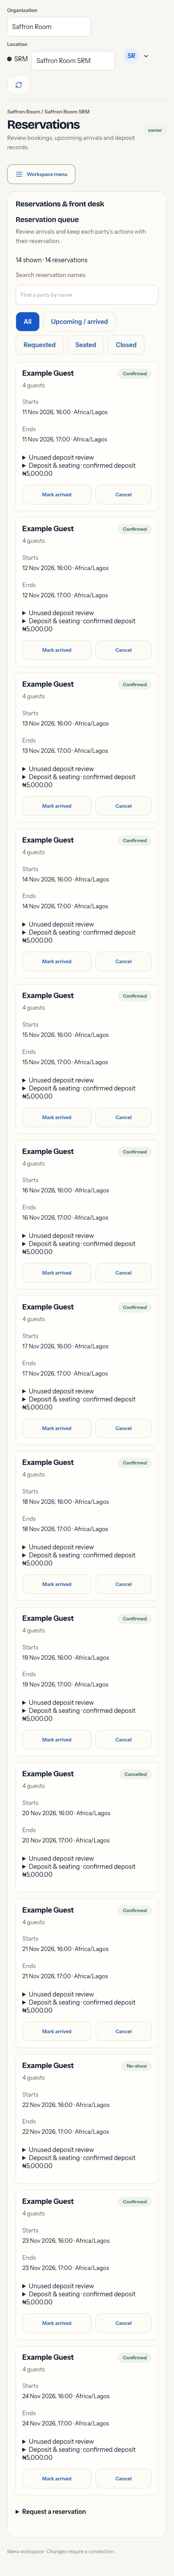 Organization
Saffron Room
Location
SRM
Saffron Room SRM
SR
Saffron Room / Saffron Room SRM
Reservations
owner
Review bookings, upcoming arrivals and deposit
records.
Workspace menu
Reservations & front desk
Reservation queue
Review arrivals and keep each party's actions with
their reservation.
14 shown · 14 reservations
Search reservation names
Find a party by name
All
Upcoming / arrived
Requested
Seated
Closed
Example Guest
Confirmed
4 guests
Starts
11 Nov 2026, 16:00 · Africa/Lagos
Ends
11 Nov 2026, 17:00 · Africa/Lagos
Unused deposit review
Deposit & seating · confirmed deposit
₦5,000.00
Mark arrived
Cancel
Example Guest
Confirmed
4 guests
Starts
12 Nov 2026, 16:00 · Africa/Lagos
Ends
12 Nov 2026, 17:00 · Africa/Lagos
Unused deposit review
Deposit & seating · confirmed deposit
₦5,000.00
Mark arrived
Cancel
Example Guest
Confirmed
4 guests
Starts
13 Nov 2026, 16:00 · Africa/Lagos
Ends
13 Nov 2026, 17:00 · Africa/Lagos
Unused deposit review
Deposit & seating · confirmed deposit
₦5,000.00
Mark arrived
Cancel
Example Guest
Confirmed
4 guests
Starts
14 Nov 2026, 16:00 · Africa/Lagos
Ends
14 Nov 2026, 17:00 · Africa/Lagos
Unused deposit review
Deposit & seating · confirmed deposit
₦5,000.00
Mark arrived
Cancel
Example Guest
Confirmed
4 guests
Starts
15 Nov 2026, 16:00 · Africa/Lagos
Ends
15 Nov 2026, 17:00 · Africa/Lagos
Unused deposit review
Deposit & seating · confirmed deposit
₦5,000.00
Mark arrived
Cancel
Example Guest
Confirmed
4 guests
Starts
16 Nov 2026, 16:00 · Africa/Lagos
Ends
16 Nov 2026, 17:00 · Africa/Lagos
Unused deposit review
Deposit & seating · confirmed deposit
₦5,000.00
Mark arrived
Cancel
Example Guest
Confirmed
4 guests
Starts
17 Nov 2026, 16:00 · Africa/Lagos
Ends
17 Nov 2026, 17:00 · Africa/Lagos
Unused deposit review
Deposit & seating · confirmed deposit
₦5,000.00
Mark arrived
Cancel
Example Guest
Confirmed
4 guests
Starts
18 Nov 2026, 16:00 · Africa/Lagos
Ends
18 Nov 2026, 17:00 · Africa/Lagos
Unused deposit review
Deposit & seating · confirmed deposit
₦5,000.00
Mark arrived
Cancel
Example Guest
Confirmed
4 guests
Starts
19 Nov 2026, 16:00 · Africa/Lagos
Ends
19 Nov 2026, 17:00 · Africa/Lagos
Unused deposit review
Deposit & seating · confirmed deposit
₦5,000.00
Mark arrived
Cancel
Example Guest
Cancelled
4 guests
Starts
20 Nov 2026, 16:00 · Africa/Lagos
Ends
20 Nov 2026, 17:00 · Africa/Lagos
Unused deposit review
Deposit & seating · confirmed deposit
₦5,000.00
Example Guest
Confirmed
4 guests
Starts
21 Nov 2026, 16:00 · Africa/Lagos
Ends
21 Nov 2026, 17:00 · Africa/Lagos
Unused deposit review
Deposit & seating · confirmed deposit
₦5,000.00
Mark arrived
Cancel
Example Guest
No-show
4 guests
Starts
22 Nov 2026, 16:00 · Africa/Lagos
Ends
22 Nov 2026, 17:00 · Africa/Lagos
Unused deposit review
Deposit & seating · confirmed deposit
₦5,000.00
Example Guest
Confirmed
4 guests
Starts
23 Nov 2026, 16:00 · Africa/Lagos
Ends
23 Nov 2026, 17:00 · Africa/Lagos
Unused deposit review
Deposit & seating · confirmed deposit
₦5,000.00
Mark arrived
Cancel
Example Guest
Confirmed
4 guests
Starts
24 Nov 2026, 16:00 · Africa/Lagos
Ends
24 Nov 2026, 17:00 · Africa/Lagos
Unused deposit review
Deposit & seating · confirmed deposit
₦5,000.00
Mark arrived
Cancel
Request a reservation
Mera workspace · Changes require a connection.